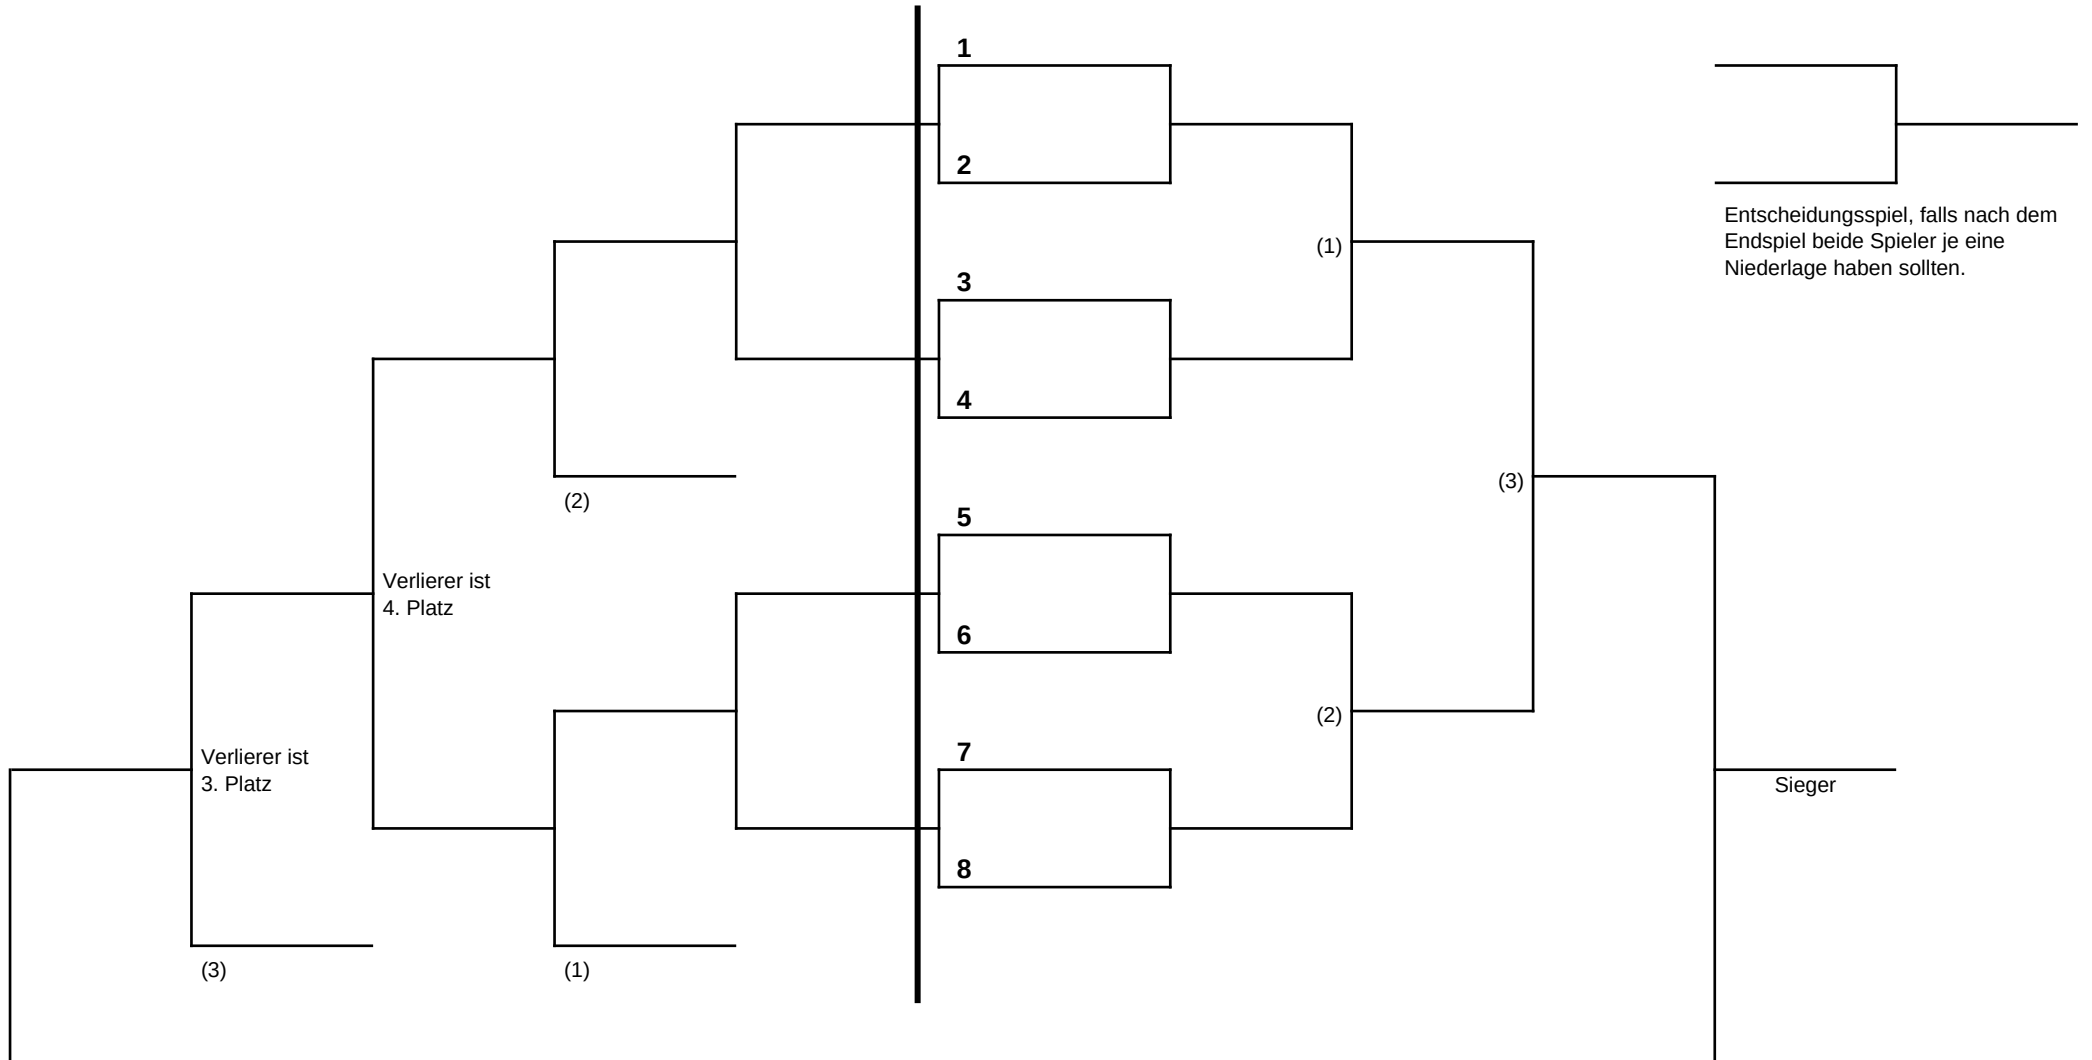 1
2
Entscheidungsspiel, falls nach dem
Endspiel beide Spieler je eine
Niederlage haben sollten.
(1)
3
4
(3)
(2)
5
Verlierer ist
4. Platz
6
(2)
7
Verlierer ist
3. Platz
Sieger
8
(3)
(1)